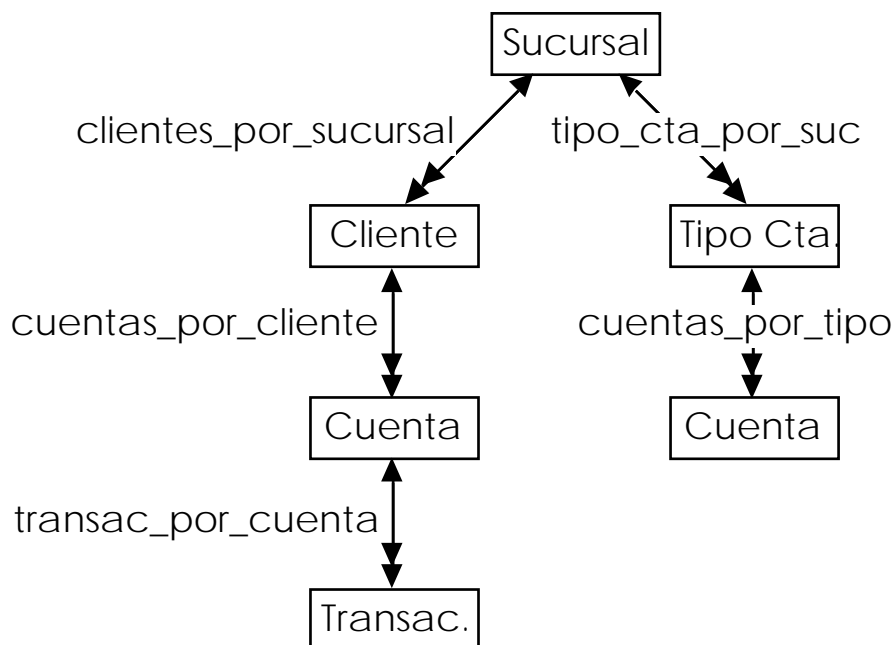 Sucursal
clientes_por_sucursal
tipo_cta_por_suc
Cliente
Tipo Cta.
cuentas_por_cliente
cuentas_por_tipo
Cuenta
Cuenta
transac_por_cuenta
Transac.